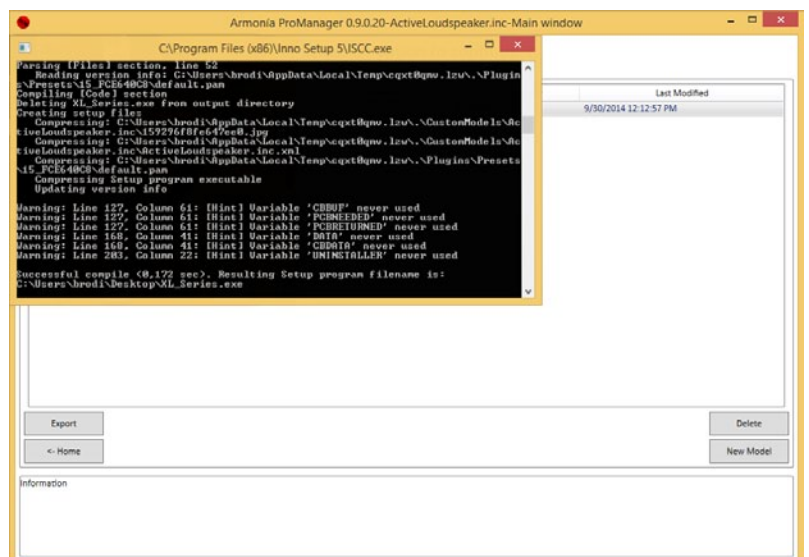 Armonía ProManager 0.9.0.20-ActiveLoudspeaker.inc-Main window
C:\Program Files (x86)\Inno Setup 5\ISCC.exe
Parsing [Files] section, line 52
Reading version info: C:\Users\brodi\AppData\Local\Temp\cqxt0qmv.lzw\.\Plugin
s\Presets\15_FCE640C8\default.pam
Compiling [Code] section
Deleting XL_Series.exe from output directory
Creating setup files
Compressing: C:\Users\brodi\AppData\Local\Temp\cqxt0qmv.lzw\.\CustomModels\Ac
tiveLoudspeaker.inc\159296f8fe647ee0.jpg
Compressing: C:\Users\brodi\AppData\Local\Temp\cqxt0qmv.lzw\.\CustomModels\Ac
tiveLoudspeaker.inc\ActiveLoudspeaker.inc.xml
Compressing: C:\Users\brodi\AppData\Local\Temp\cqxt0qmv.lzw\.\Plugins\Presets
\15_FCE640C8\default.pam
Compressing Setup program executable
Updating version info
Warning: Line 127, Column 61: [Hint] Variable 'CBBUF' never used
Warning: Line 127, Column 61: [Hint] Variable 'PCBNEEDED' never used
Warning: Line 127, Column 61: [Hint] Variable 'PCBRETURNED' never used
Warning: Line 168, Column 41: [Hint] Variable 'DATA' never used
Warning: Line 168, Column 41: [Hint] Variable 'CBDATA' never used
Warning: Line 203, Column 22: [Hint] Variable 'UNINSTALLER' never used
Successful compile (0,172 sec). Resulting Setup program filename is:
C:\Users\brodi\Desktop\XL_Series.exe
Last Modified
9/30/2014 12:12:57 PM
Export
Delete
<- Home
New Model
Information